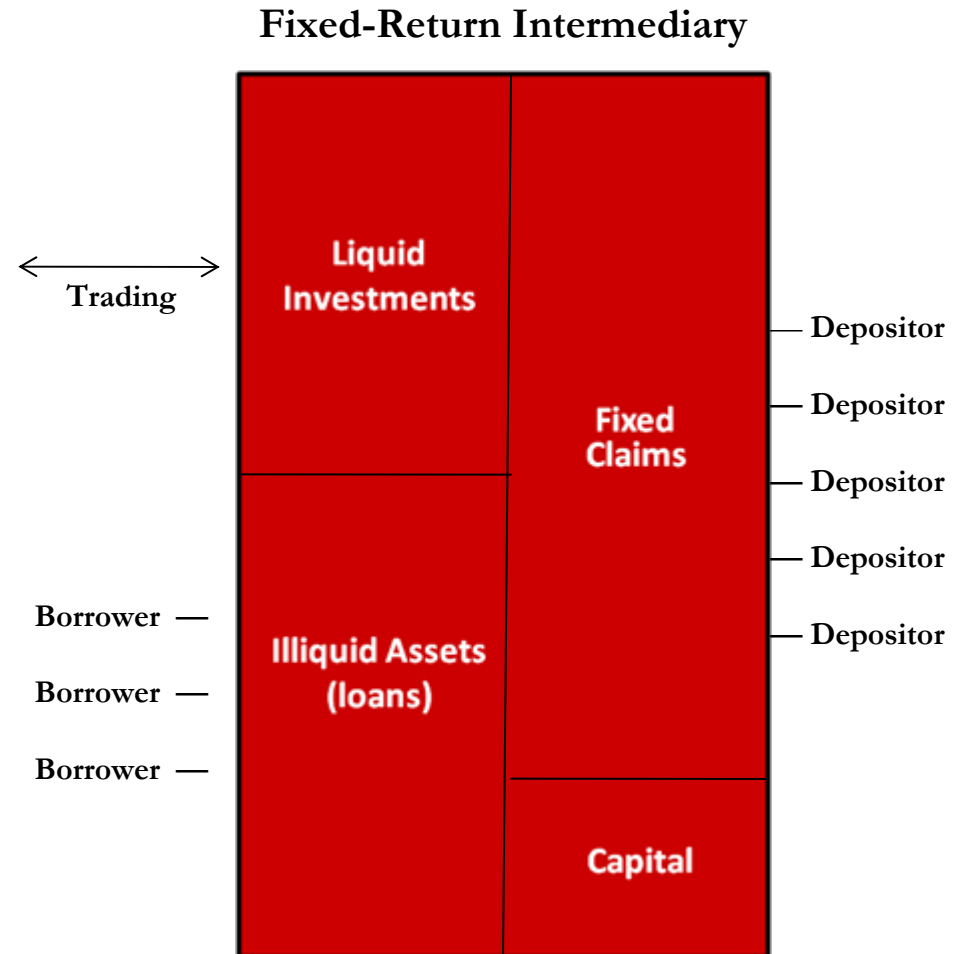 Fixed-Return Intermediary
Liquid
Investments
Trading
Depositor
Depositor
Fixed
Claims
Depositor
Depositor
Borrower
Depositor
Illiquid Assets
(loans)
Borrower
Borrower
Capital